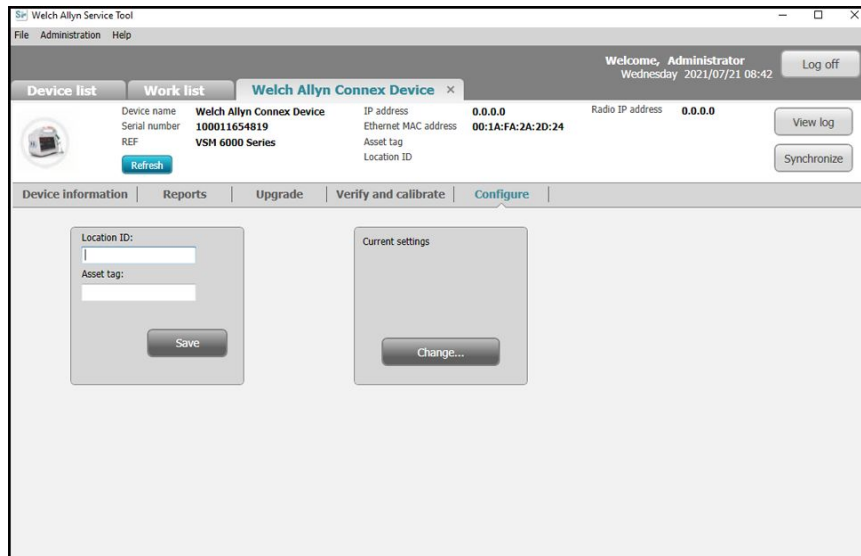 Welch Allyn Service Tool
File Administration Help
Welcome, Administrator
Wednesday 2021/07/21 08:42
Log off
Device list
Work list
Welch Allyn Connex Device ×
Device name Welch Allyn Connex Device
Serial number 100011654819
REF VSM 6000 Series
Refresh
IP address 0.0.0.0
Ethernet MAC address 00:1A:FA:2A:2D:24
Asset tag
Location ID
Radio IP address 0.0.0.0
View log
Synchronize
Device information
Reports
Upgrade
Verify and calibrate
Configure
Location ID:
Asset tag:
Save
Current settings
Change...